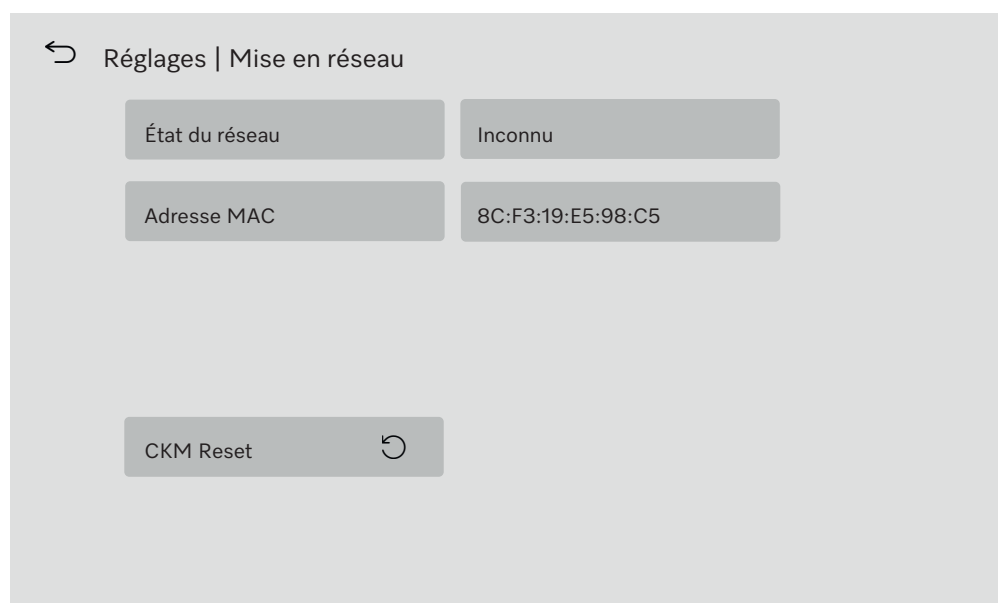 Réglages | Mise en réseau
État du réseau
Inconnu
Adresse MAC
8C:F3:19:E5:98:C5
CKM Reset